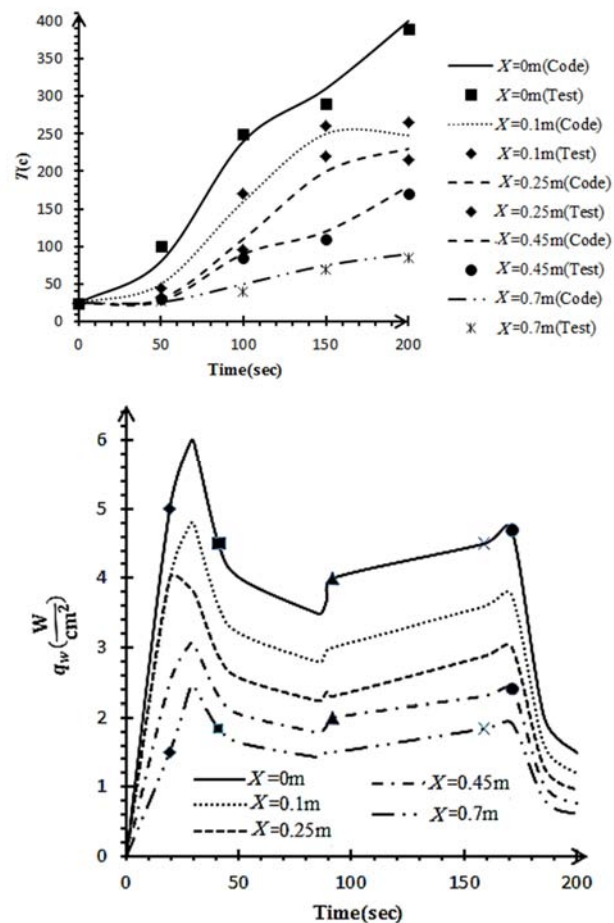 400
350
300
250
200
150
100
50
0
T(c)
0 50 100 150 200
Time(sec)
X=0m(Code)
X=0m(Test)
X=0.1m(Code)
X=0.1m(Test)
X=0.25m(Code)
X=0.25m(Test)
X=0.45m(Code)
X=0.45m(Test)
X=0.7m(Code)
X=0.7m(Test)
6
5
4
3
2
1
0
q_w(W/cm²)
X=0m
X=0.1m
X=0.25m
X=0.45m
X=0.7m
0 50 100 150 200
Time(sec)